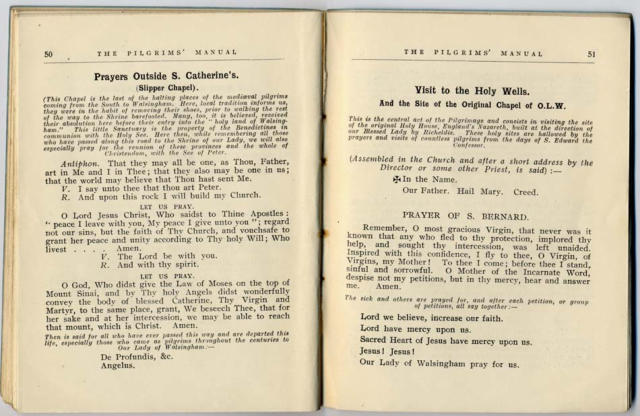 50
THE PILGRIMS' MANUAL
Prayers Outside S. Catherine's.
(Slipper Chapel).
(This Chapel is the last of the halting places of the mediæval pilgrims
coming from the South to Walsingham. Here, local tradition informs us,
they were in the habit of removing their shoes, prior to walking the rest
of the way to the Shrine barefooted. Many, too, it is believed, received
their absolution here before their entry into the "holy land of Walsing-
ham." This little Sanctuary is the property of the Benedictines in
communion with the Holy See. Here then, while remembering all those
who have passed along this road to the Shrine of our Lady, we will also
especially pray for the reunion of these provinces and the whole of
Christendom, with the See of Peter.)
Antiphon. That they may all be one, as Thou, Father,
art in Me and I in Thee; that they also may be one in us;
that the world may believe that Thou hast sent Me.
V. I say unto thee that thou art Peter.
R. And upon this rock I will build my Church.
LET US PRAY.
O Lord Jesus Christ, Who saidst to Thine Apostles:
"peace I leave with you, My peace I give unto you"; regard
not our sins, but the faith of Thy Church, and vouchsafe to
grant her peace and unity according to Thy holy Will; Who
livest . . . . Amen.
V. The Lord be with you.
R. And with thy spirit.
LET US PRAY.
O God, Who didst give the Law of Moses on the top of
Mount Sinai, and by Thy holy Angels didst wonderfully
convey the body of blessed Catherine, Thy Virgin and
Martyr, to the same place, grant, We beseech Thee, that for
her sake and at her intercession, we may be able to reach
that mount, which is Christ. Amen.
Then is said for all who have ever passed this way and are departed this
life, especially those who came as pilgrims throughout the centuries to
Our Lady of Walsingham:—
De Profundis, &c.
Angelus.
THE PILGRIMS' MANUAL
51
Visit to the Holy Wells.
And the Site of the Original Chapel of O.L.W.
This is the central act of the Pilgrimage and consists in visiting the site
of the original Holy House, England's Nazareth, built at the direction of
our Blessed Lady by Richeldis. These holy sites are hallowed by the
prayers and visits of countless pilgrims from the days of S. Edward the
Confessor.
(Assembled in the Church and after a short address by the
Director or some other Priest, is said):—
✠In the Name.
Our Father. Hail Mary. Creed.
PRAYER OF S. BERNARD.
Remember, O most gracious Virgin, that never was it
known that any who fled to thy protection, implored thy
help, and sought thy intercession, was left unaided.
Inspired with this confidence, I fly to thee, O Virgin, of
Virgins, my Mother! To thee I come; before thee I stand,
sinful and sorrowful. O Mother of the Incarnate Word,
despise not my petitions, but in thy mercy, hear and answer
me. Amen.
The sick and others are prayed for, and after each petition, or group
of petitions, all say together:—
Lord we believe, increase our faith.
Lord have mercy upon us.
Sacred Heart of Jesus have mercy upon us.
Jesus! Jesus!
Our Lady of Walsingham pray for us.